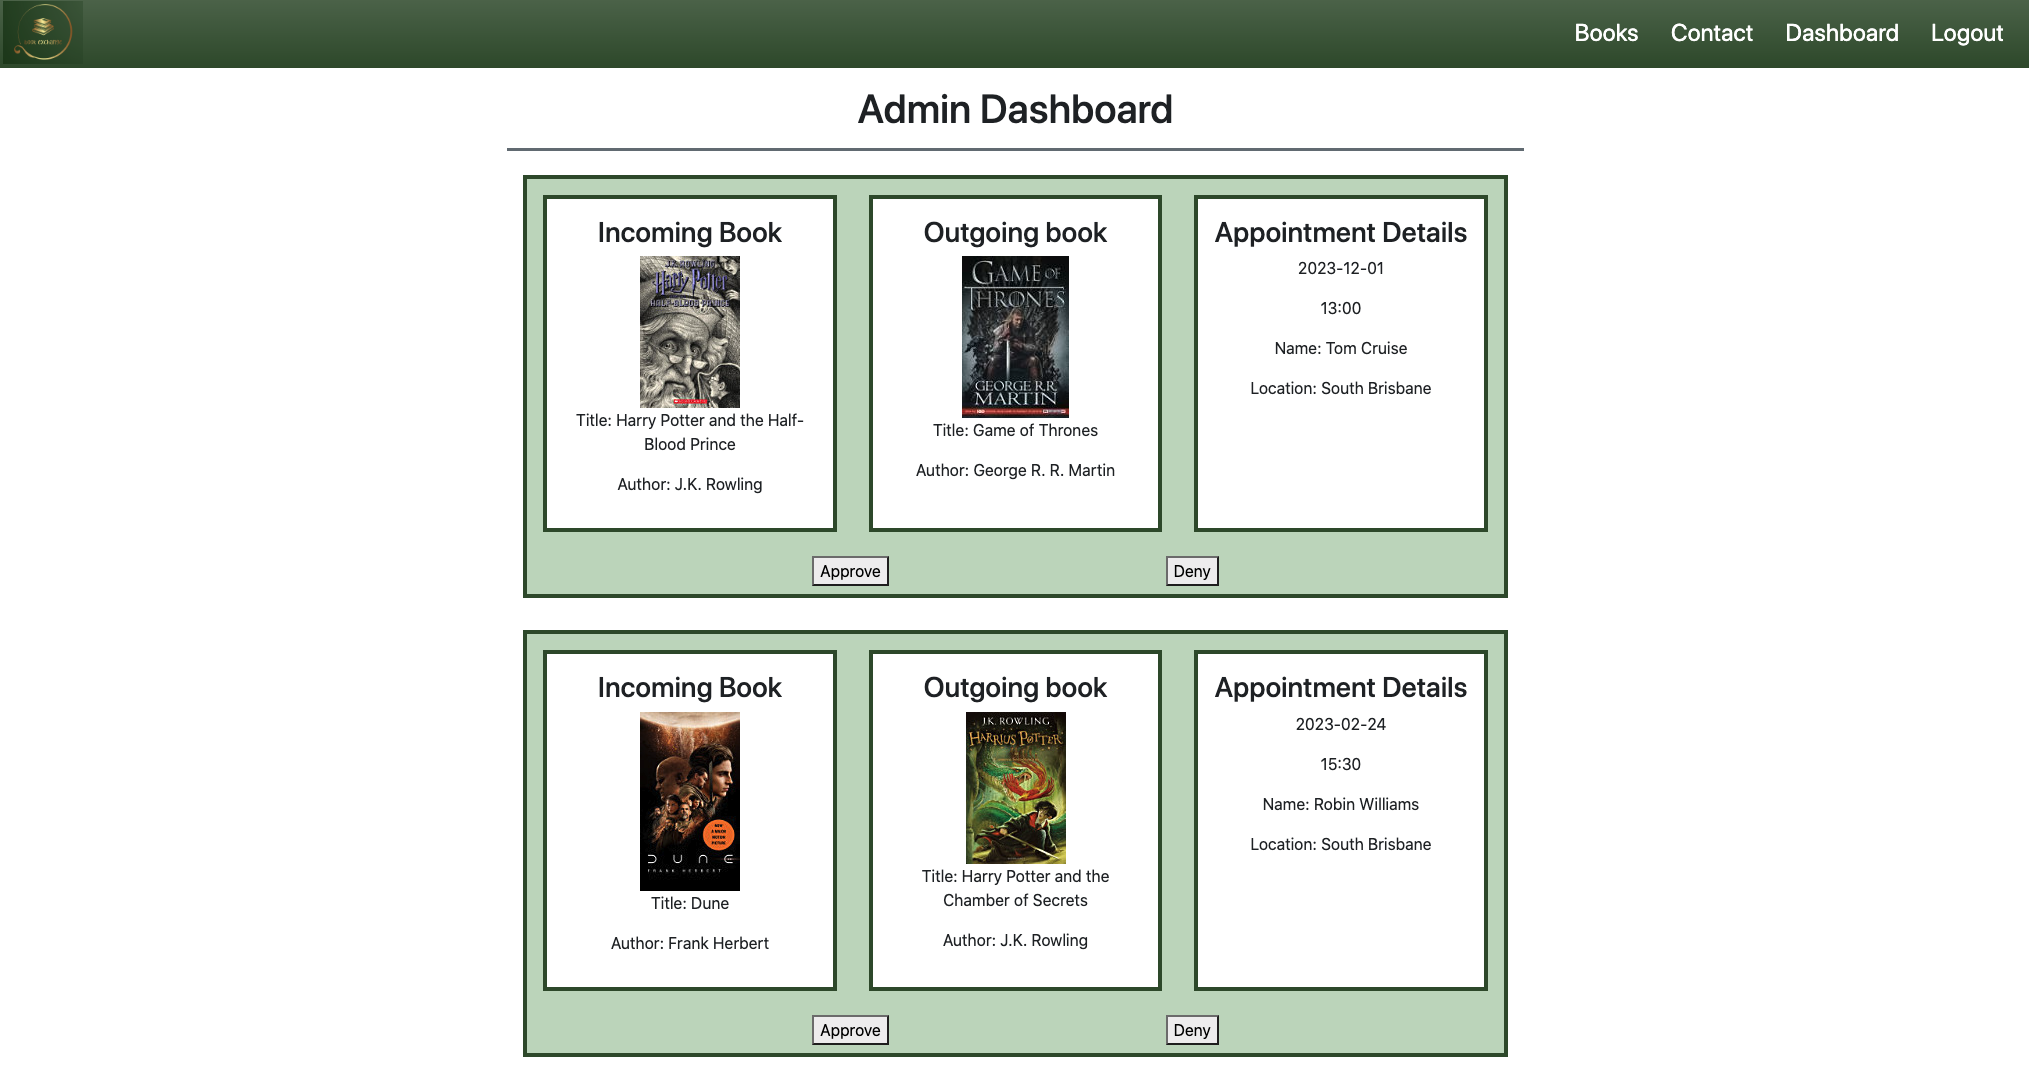 Books Contact Dashboard Logout
Admin Dashboard
Incoming Book
Harry Potter
HALF-BLOOD PRINCE
Title: Harry Potter and the Half-
Blood Prince
Author: J.K. Rowling
Outgoing book
GAME OF
THRONES
GEORGE R.R.
MARTIN
Title: Game of Thrones
Author: George R. R. Martin
Appointment Details
2023-12-01
13:00
Name: Tom Cruise
Location: South Brisbane
Approve
Deny
Incoming Book
DUNE
FRANK HERBERT
Title: Dune
Author: Frank Herbert
Outgoing book
J.K. ROWLING
HARRIUS POTTER
Title: Harry Potter and the
Chamber of Secrets
Author: J.K. Rowling
Appointment Details
2023-02-24
15:30
Name: Robin Williams
Location: South Brisbane
Approve
Deny